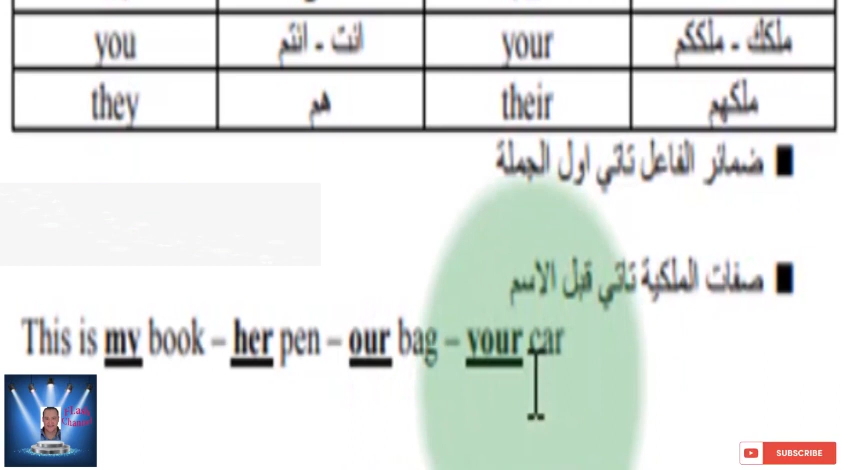 you انت - انتم your ملكك - ملككم
they هم their ملكهم
ضمائر الفاعل تاتي اول الجملة
صفات الملكية تاتي قبل الاسم
This is my book – her pen – our bag – your car
SUBSCRIBE